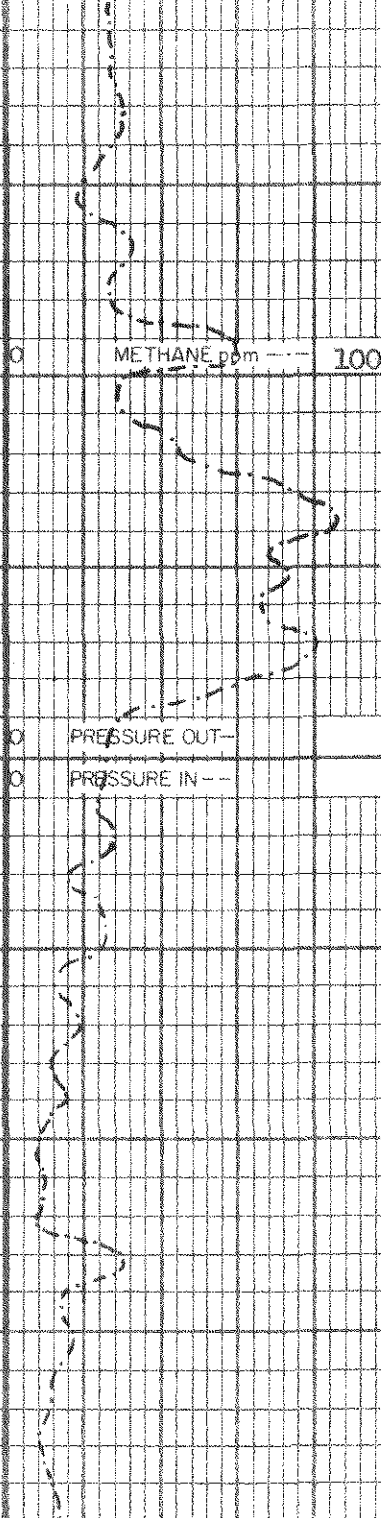 0 METHANE ppm —·— 100
0 PRESSURE OUT—
0 PRESSURE IN – –